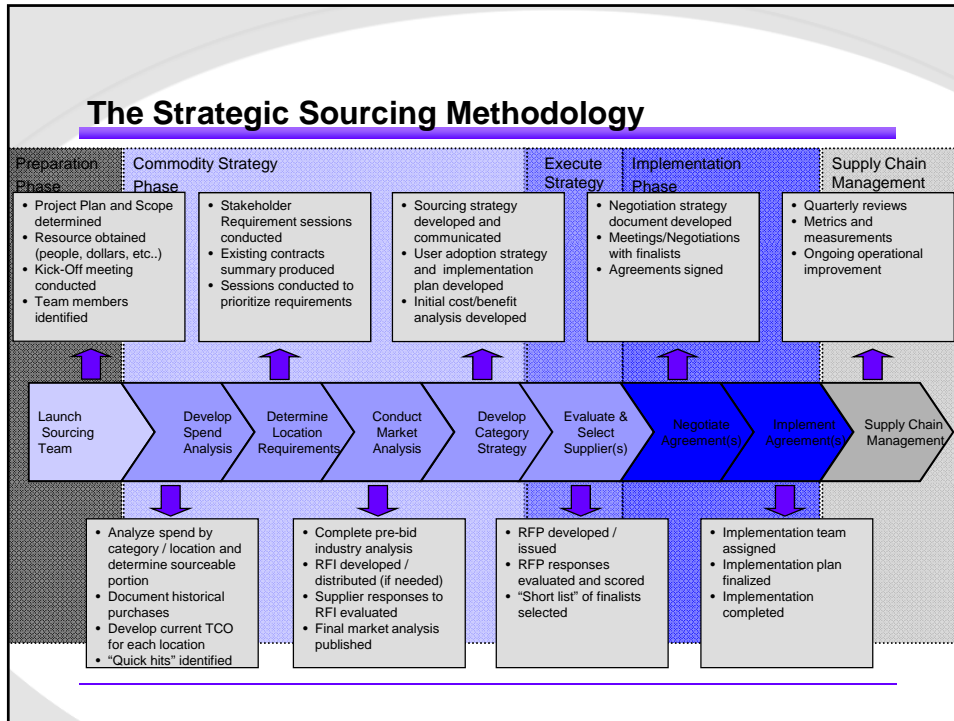 The Strategic Sourcing Methodology
Preparation
Phase
Commodity Strategy
Phase
Execute
Strategy
Implementation
Phase
Supply Chain
Management
• Project Plan and Scope
determined
• Resource obtained
(people, dollars, etc..)
• Kick-Off meeting
conducted
• Team members
identified
• Stakeholder
Requirement sessions
conducted
• Existing contracts
summary produced
• Sessions conducted to
prioritize requirements
• Sourcing strategy
developed and
communicated
• User adoption strategy
and implementation
plan developed
• Initial cost/benefit
analysis developed
• Negotiation strategy
document developed
• Meetings/Negotiations
with finalists
• Agreements signed
• Quarterly reviews
• Metrics and
measurements
• Ongoing operational
improvement
Launch
Sourcing
Team
Develop
Spend
Analysis
Determine
Location
Requirements
Conduct
Market
Analysis
Develop
Category
Strategy
Evaluate &
Select
Supplier(s)
Negotiate
Agreement(s)
Implement
Agreement(s)
Supply Chain
Management
• Analyze spend by
category / location and
determine sourceable
portion
• Document historical
purchases
• Develop current TCO
for each location
• “Quick hits” identified
• Complete pre-bid
industry analysis
• RFI developed /
distributed (if needed)
• Supplier responses to
RFI evaluated
• Final market analysis
published
• RFP developed /
issued
• RFP responses
evaluated and scored
• “Short list” of finalists
selected
• Implementation team
assigned
• Implementation plan
finalized
• Implementation
completed